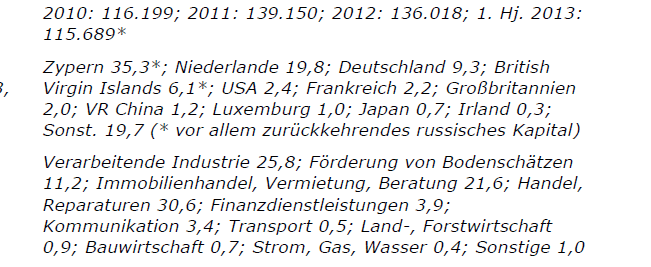 2010: 116.199; 2011: 139.150; 2012: 136.018; 1. Hj. 2013:
115.689*
Zypern 35,3*; Niederlande 19,8; Deutschland 9,3; British
Virgin Islands 6,1*; USA 2,4; Frankreich 2,2; Großbritannien
2,0; VR China 1,2; Luxemburg 1,0; Japan 0,7; Irland 0,3;
Sonst. 19,7 (* vor allem zurückkehrendes russisches Kapital)
Verarbeitende Industrie 25,8; Förderung von Bodenschätzen
11,2; Immobilienhandel, Vermietung, Beratung 21,6; Handel,
Reparaturen 30,6; Finanzdienstleistungen 3,9;
Kommunikation 3,4; Transport 0,5; Land-, Forstwirtschaft
0,9; Bauwirtschaft 0,7; Strom, Gas, Wasser 0,4; Sonstige 1,0